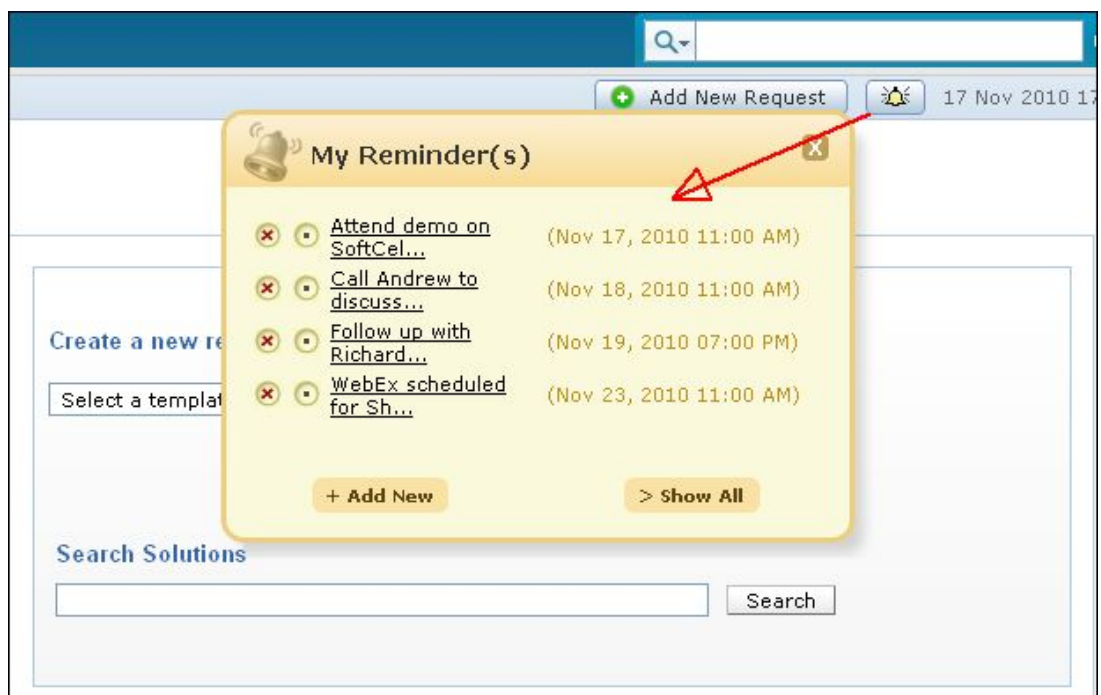 Add New Request
17 Nov 2010 17
My Reminder(s)
X
Attend demo on
SoftCel...
(Nov 17, 2010 11:00 AM)
Call Andrew to
discuss...
(Nov 18, 2010 11:00 AM)
Follow up with
Richard...
(Nov 19, 2010 07:00 PM)
WebEx scheduled
for Sh...
(Nov 23, 2010 11:00 AM)
+ Add New
> Show All
Create a new re
Select a templat
Search Solutions
Search